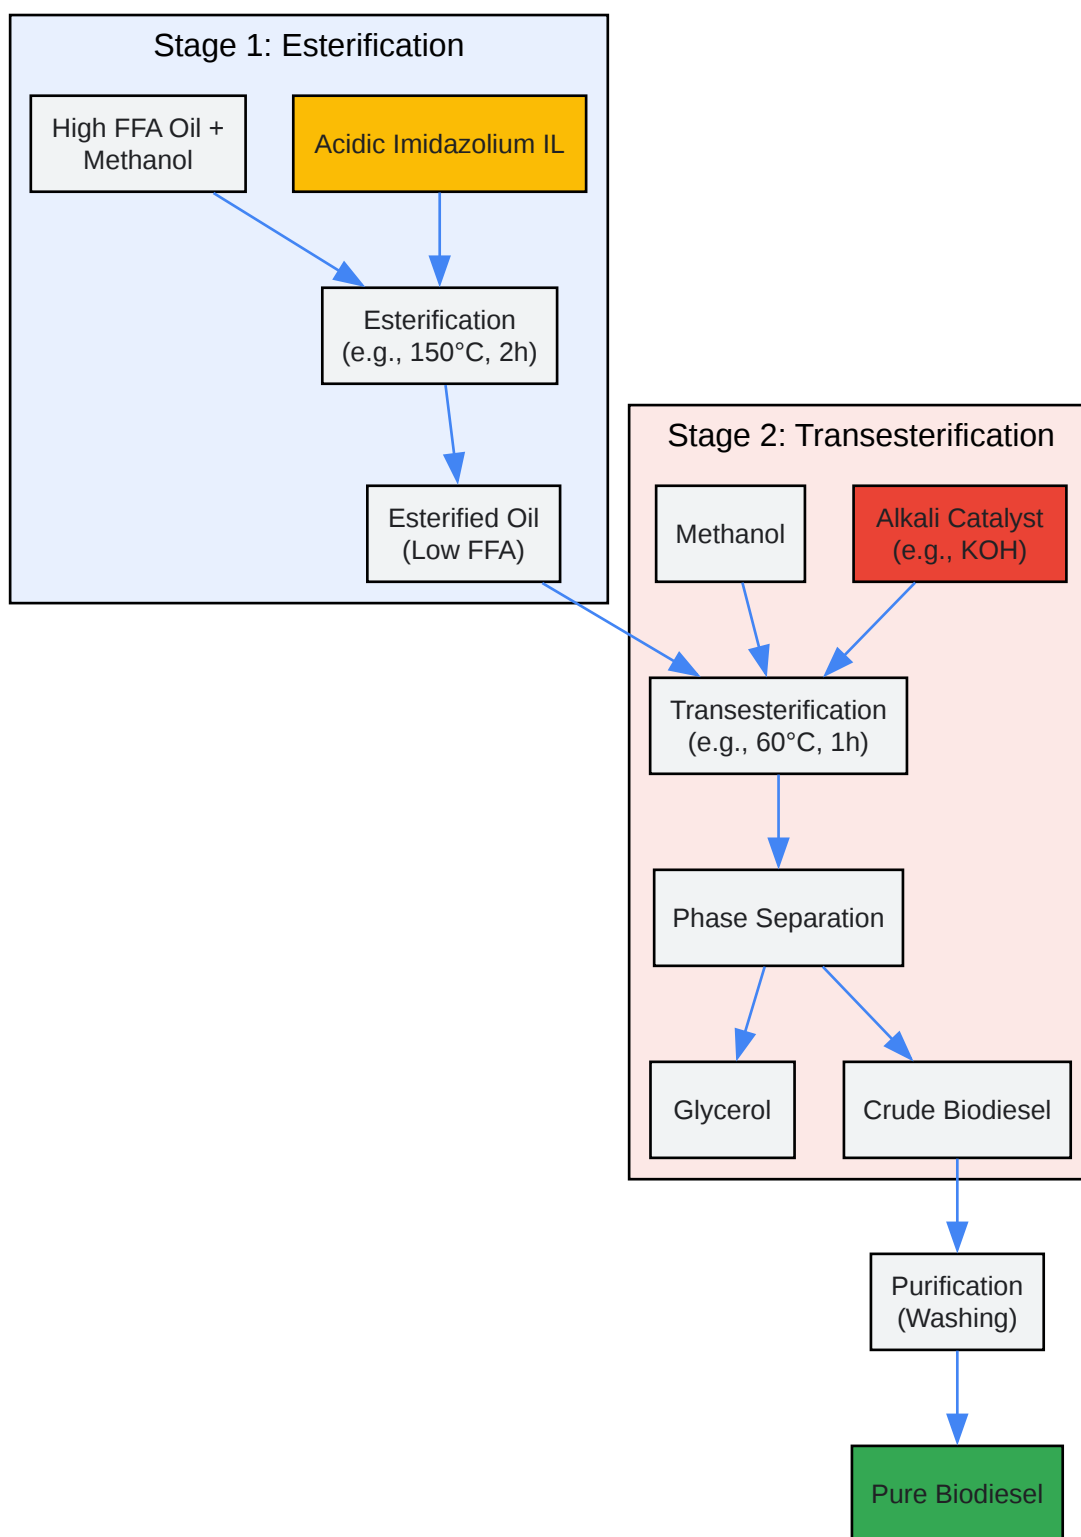 Stage 1: Esterification
High FFA Oil +
Methanol
Acidic Imidazolium IL
Esterification
(e.g., 150°C, 2h)
Esterified Oil
(Low FFA)
Stage 2: Transesterification
Methanol
Alkali Catalyst
(e.g., KOH)
Transesterification
(e.g., 60°C, 1h)
Phase Separation
Glycerol
Crude Biodiesel
Purification
(Washing)
Pure Biodiesel